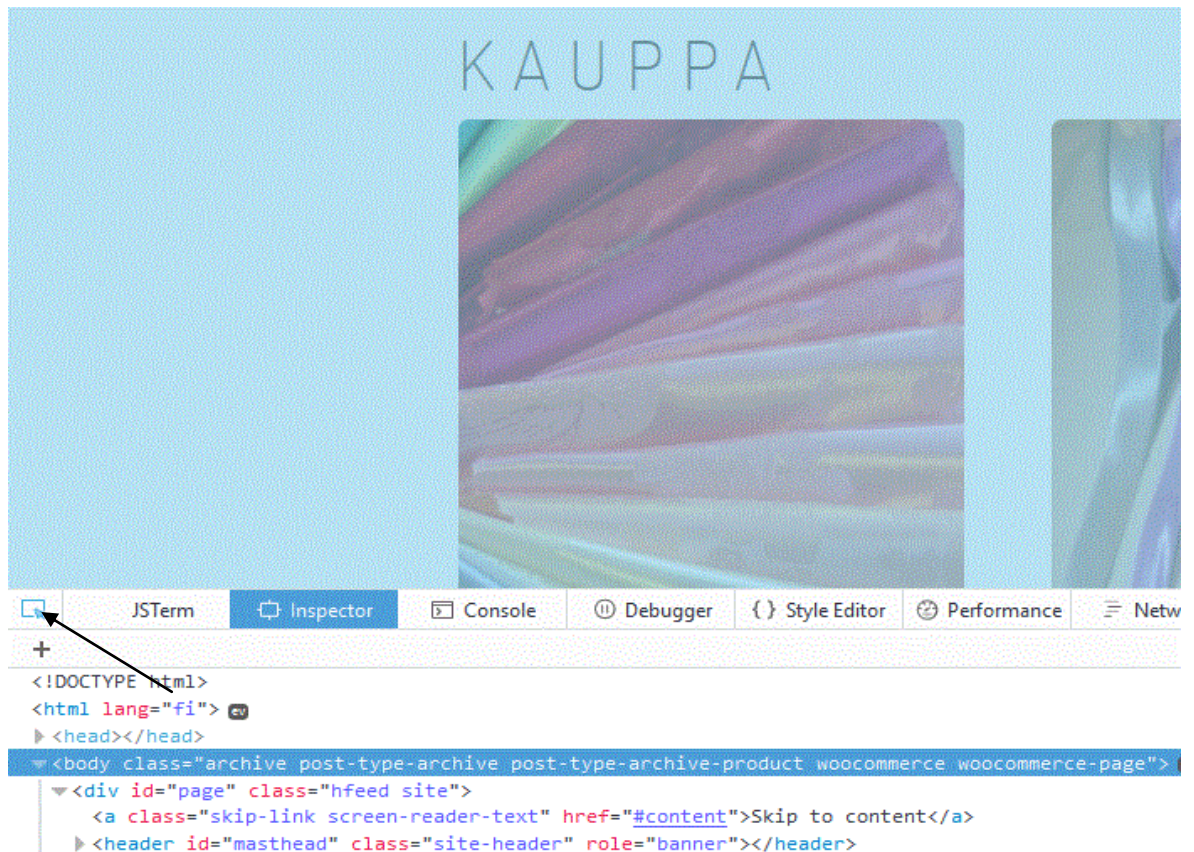 KAUPPA
JSTerm Inspector Console Debugger { } Style Editor Performance Netw
+
<!DOCTYPE html>
<html lang="fi"> ev
<head></head>
<body class="archive post-type-archive post-type-archive-product woocommerce woocommerce-page">
<div id="page" class="hfeed site">
<a class="skip-link screen-reader-text" href="#content">Skip to content</a>
<header id="masthead" class="site-header" role="banner"></header>